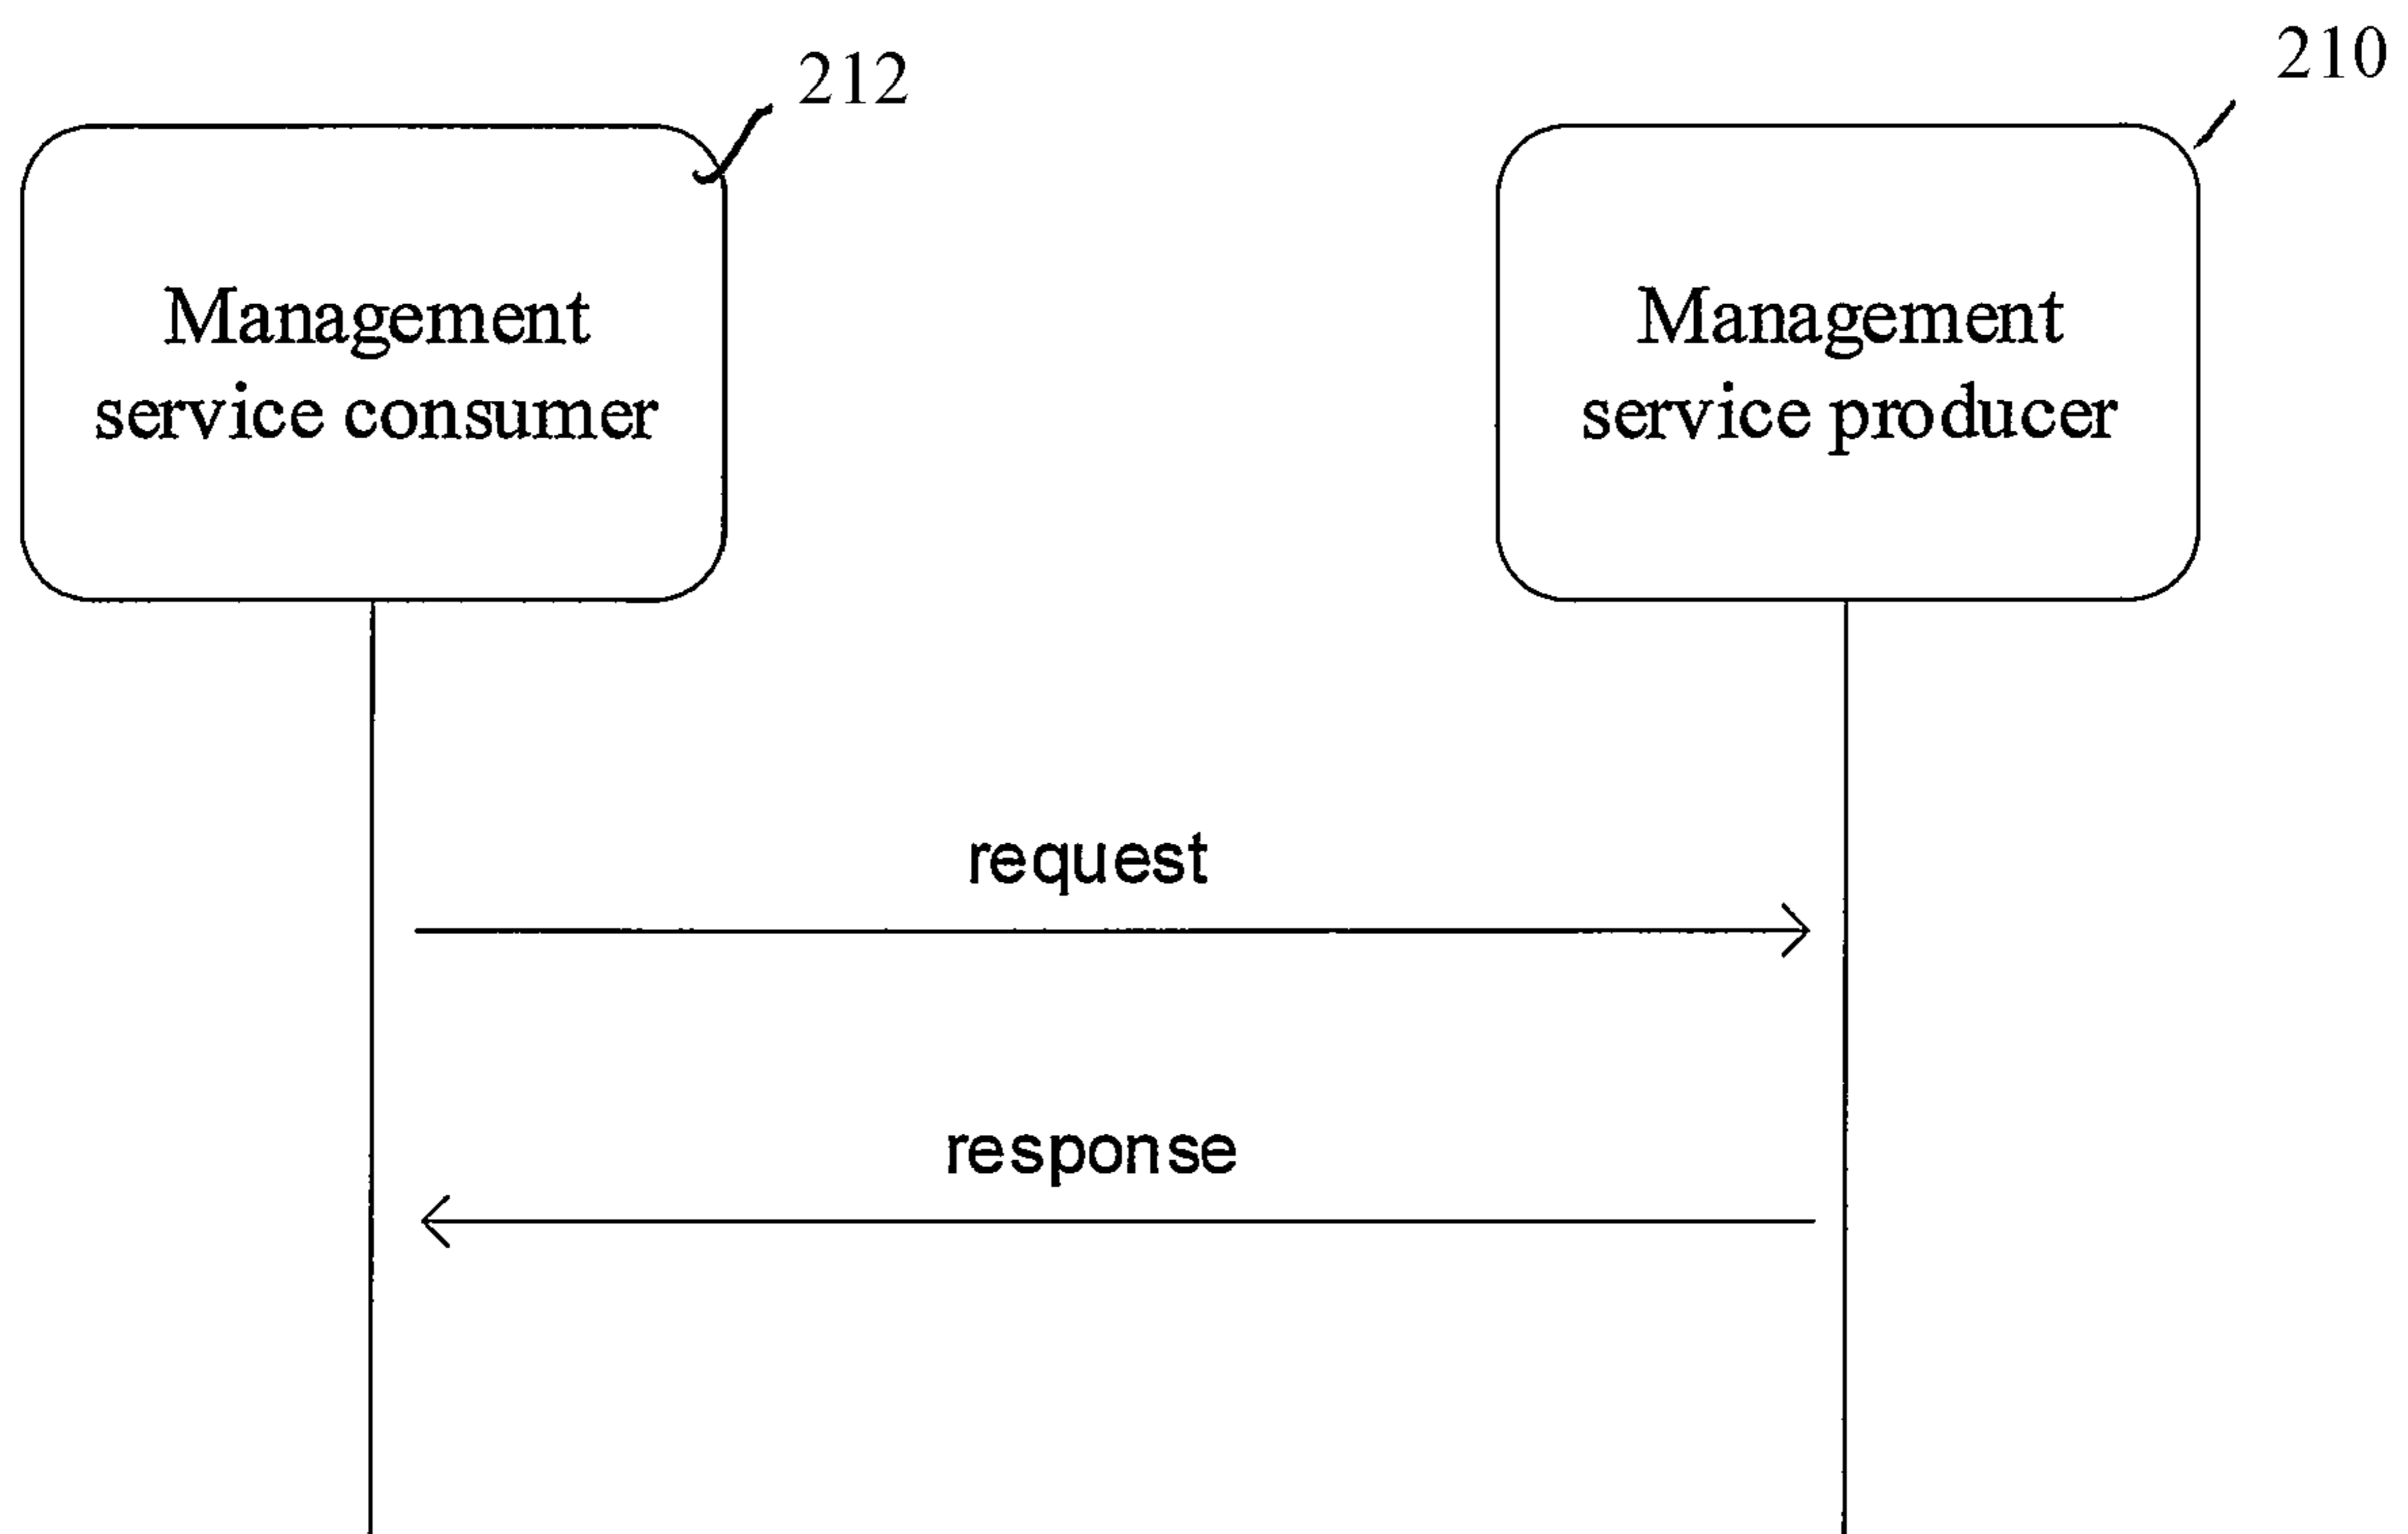 212
210
Management
service consumer
Management
service producer
request
response